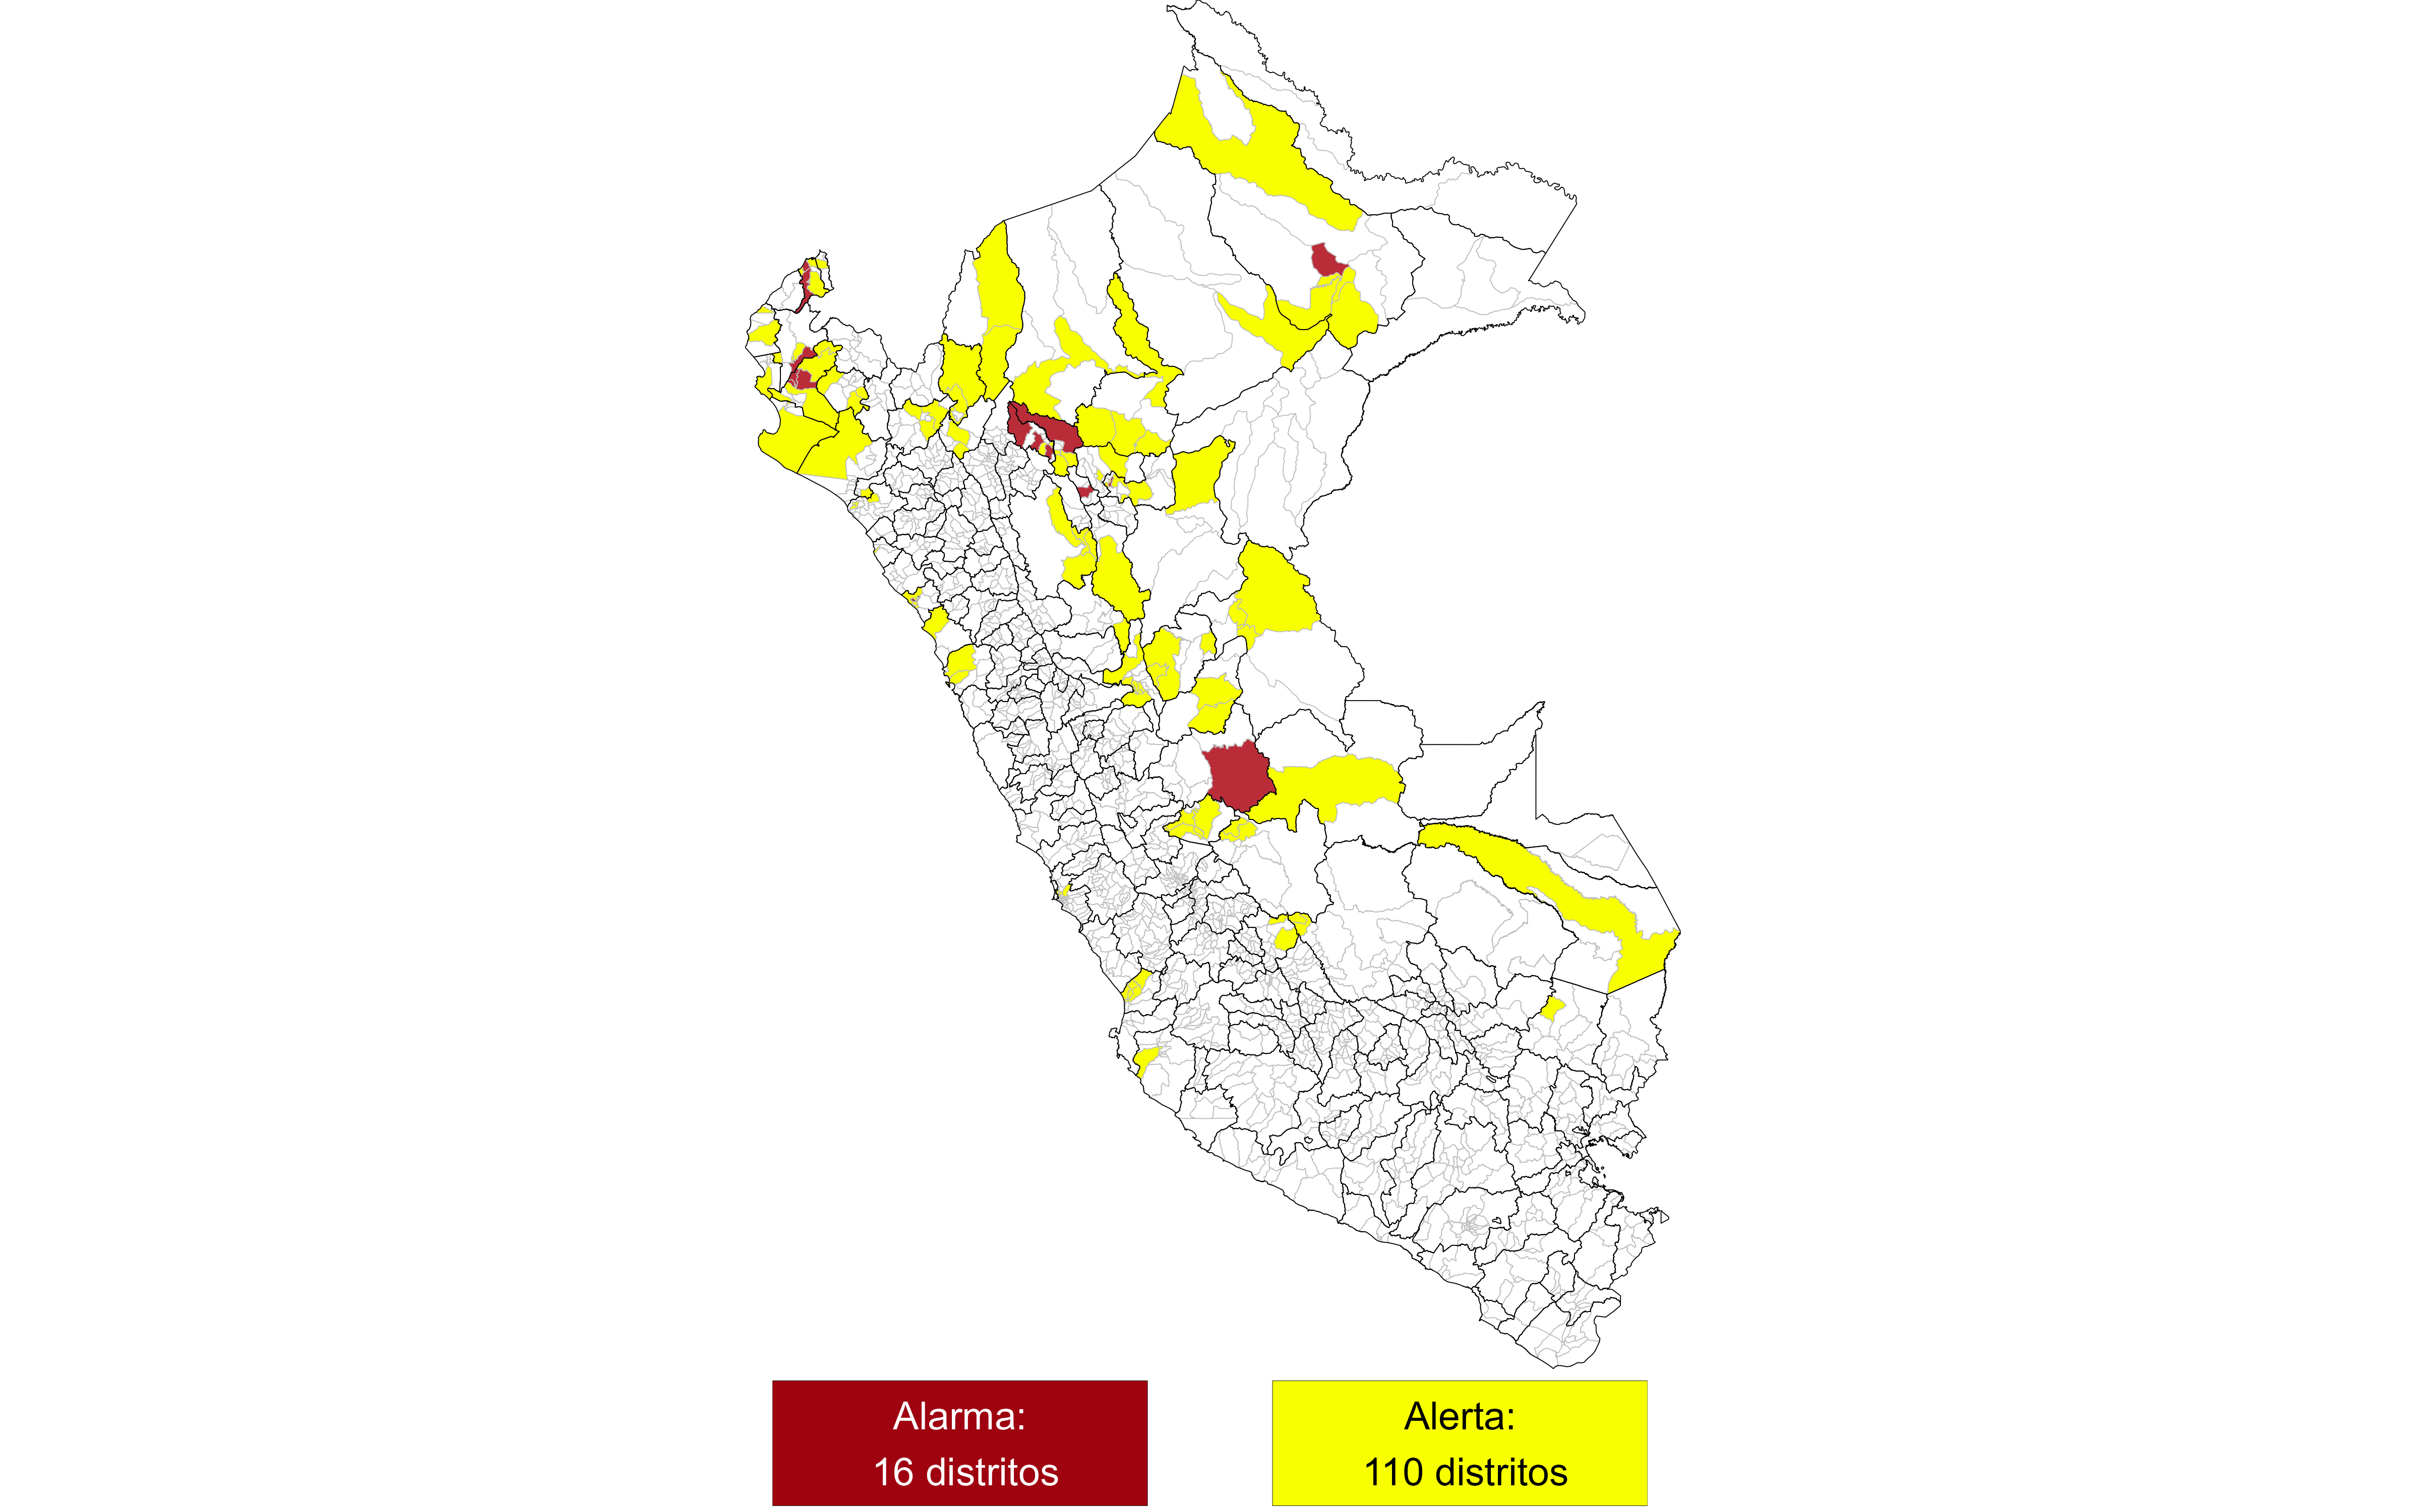 Alarma:
16 distritos
Alerta:
110 distritos